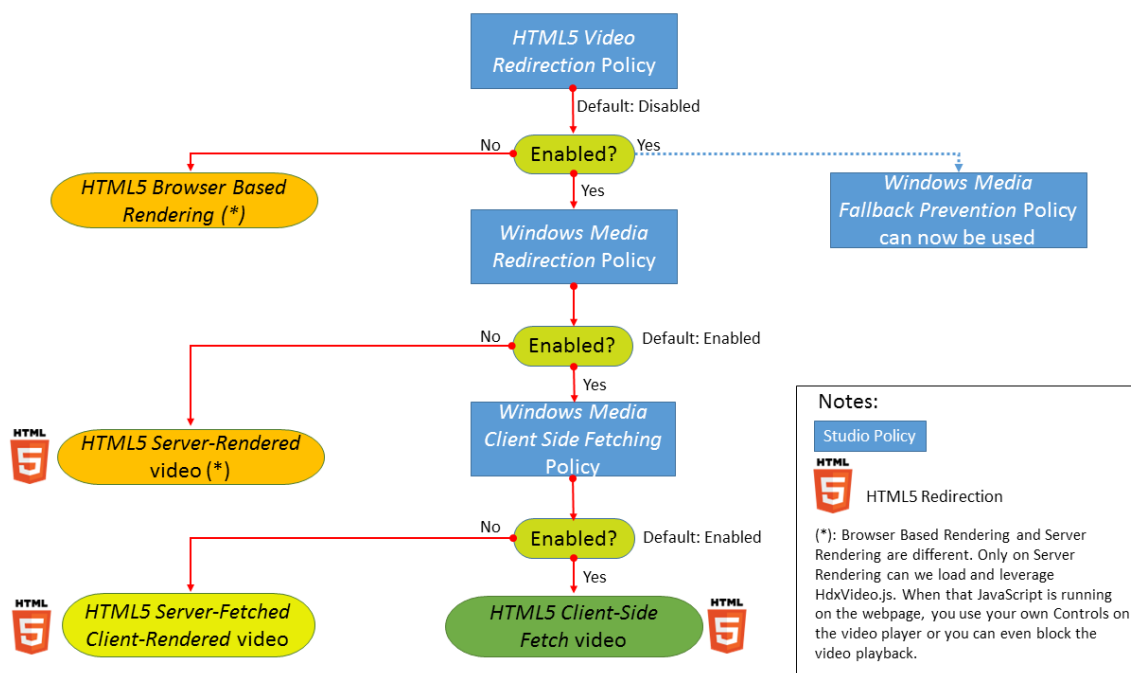 HTML5 Video
Redirection Policy
Default: Disabled
No
Enabled?
Yes
HTML5 Browser Based
Rendering (*)
Yes
Windows Media
Fallback Prevention Policy
can now be used
Windows Media
Redirection Policy
No
Enabled?
Default: Enabled
Yes
HTML
5
HTML5 Server-Rendered
video (*)
Windows Media
Client Side Fetching
Policy
No
Enabled?
Default: Enabled
Yes
HTML
5
HTML5 Server-Fetched
Client-Rendered video
HTML5 Client-Side
Fetch video
HTML
5
Notes:
Studio Policy
HTML
5
HTML5 Redirection
(*): Browser Based Rendering and Server
Rendering are different. Only on Server
Rendering can we load and leverage
HdxVideo.js. When that JavaScript is running
on the webpage, you use your own Controls on
the video player or you can even block the
video playback.